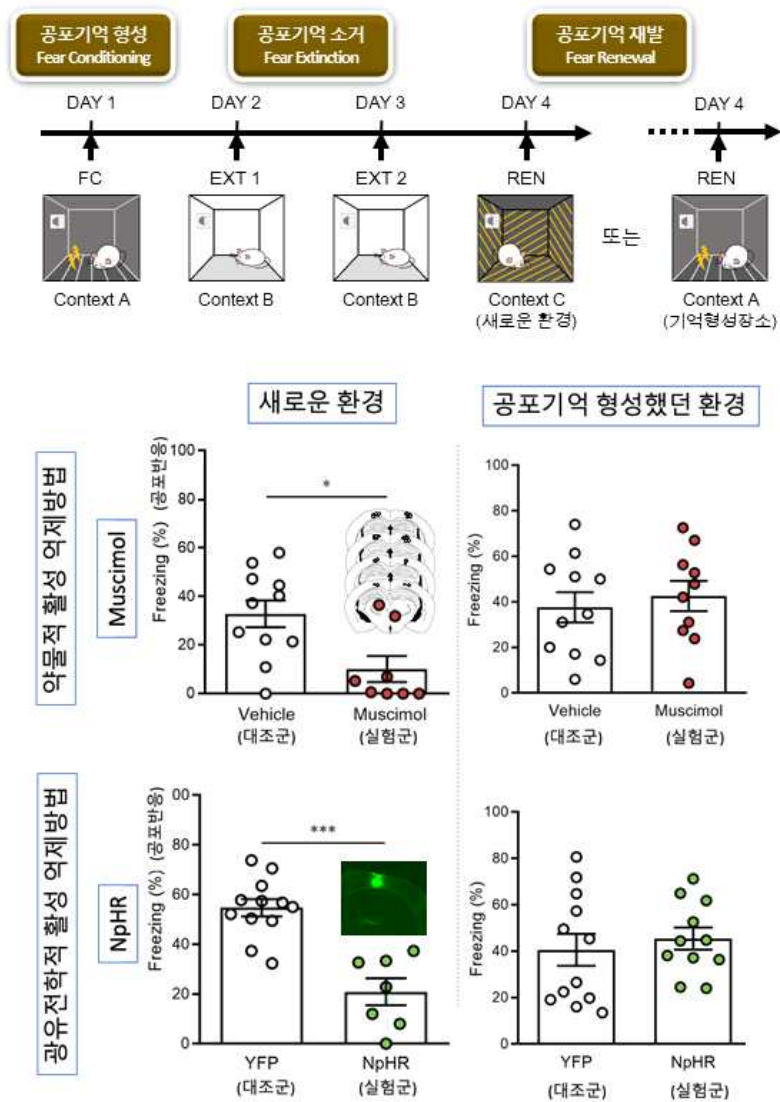 공포기억 형성
Fear Conditioning
공포기억 소거
Fear Extinction
공포기억 재발
Fear Renewal
DAY 1
DAY 2
DAY 3
DAY 4
DAY 4
FC
EXT 1
EXT 2
REN
REN
또는
Context A
Context B
Context B
Context C
(새로운 환경)
Context A
(기억형성장소)
새로운 환경
공포기억 형성했던 환경
약물적 활성 억제방법
Muscimol
Freezing (%) (공포반응)
100
80
60
40
20
0
*
Vehicle
(대조군)
Muscimol
(실험군)
Freezing (%)
100
80
60
40
20
0
Vehicle
(대조군)
Muscimol
(실험군)
광유전학적 활성 억제방법
NpHR
Freezing (%) (공포반응)
00
80
60
40
20
0
***
YFP
(대조군)
NpHR
(실험군)
Freezing (%)
100
80
60
40
20
0
YFP
(대조군)
NpHR
(실험군)